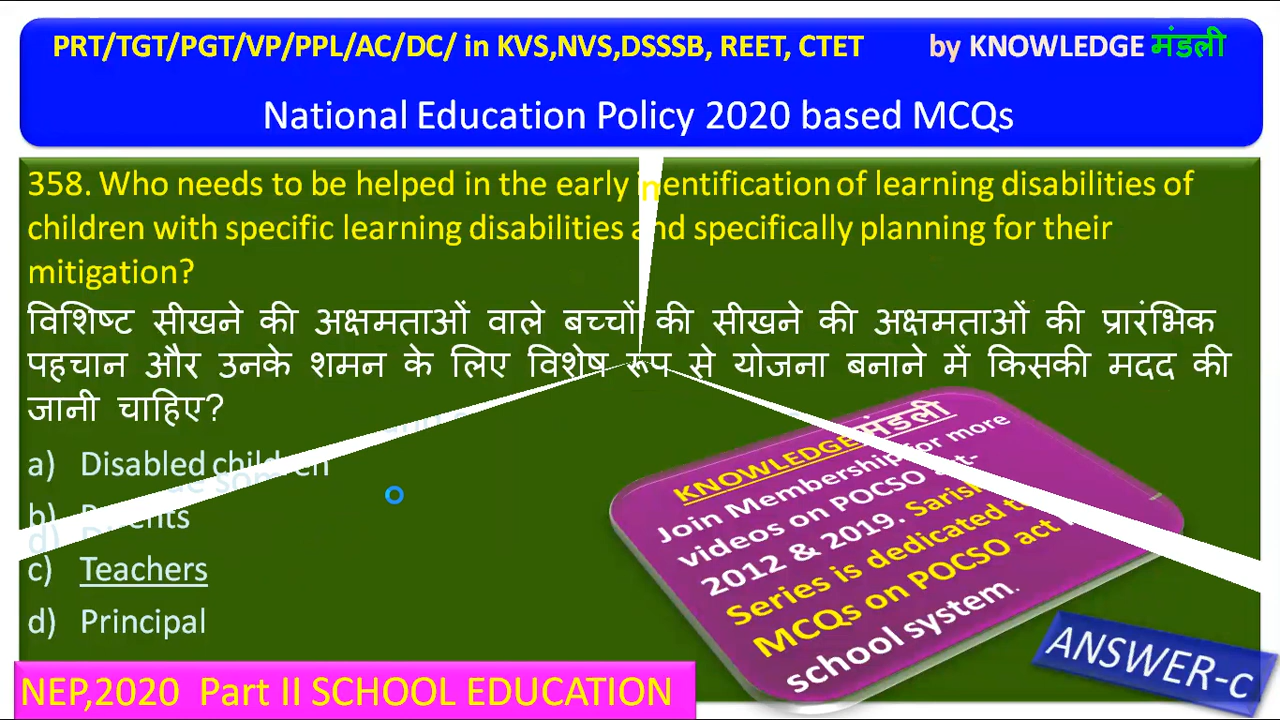 PRT/TGT/PGT/VP/PPL/AC/DC/ in KVS,NVS,DSSSB, REET, CTET by KNOWLEDGE मंडली
National Education Policy 2020 based MCQs
358. Who needs to be helped in the early identification of learning disabilities of
children with specific learning disabilities and specifically planning for their
mitigation?
विशिष्ट सीखने की अक्षमताओं वाले बच्चों की सीखने की अक्षमताओं की प्रारंभिक
पहचान और उनके शमन के लिए विशेष रूप से योजना बनाने में किसकी मदद की
जानी चाहिए?
a) Disabled children
b) Parents
c) Teachers
d) Principal
KNOWLEDGE मंडली
Join Membership for more
videos on POCSO act-
2012 & 2019. Sarish
Series is dedicated to
MCQs on POCSO act
school system.
ANSWER-c
NEP,2020 Part II SCHOOL EDUCATION